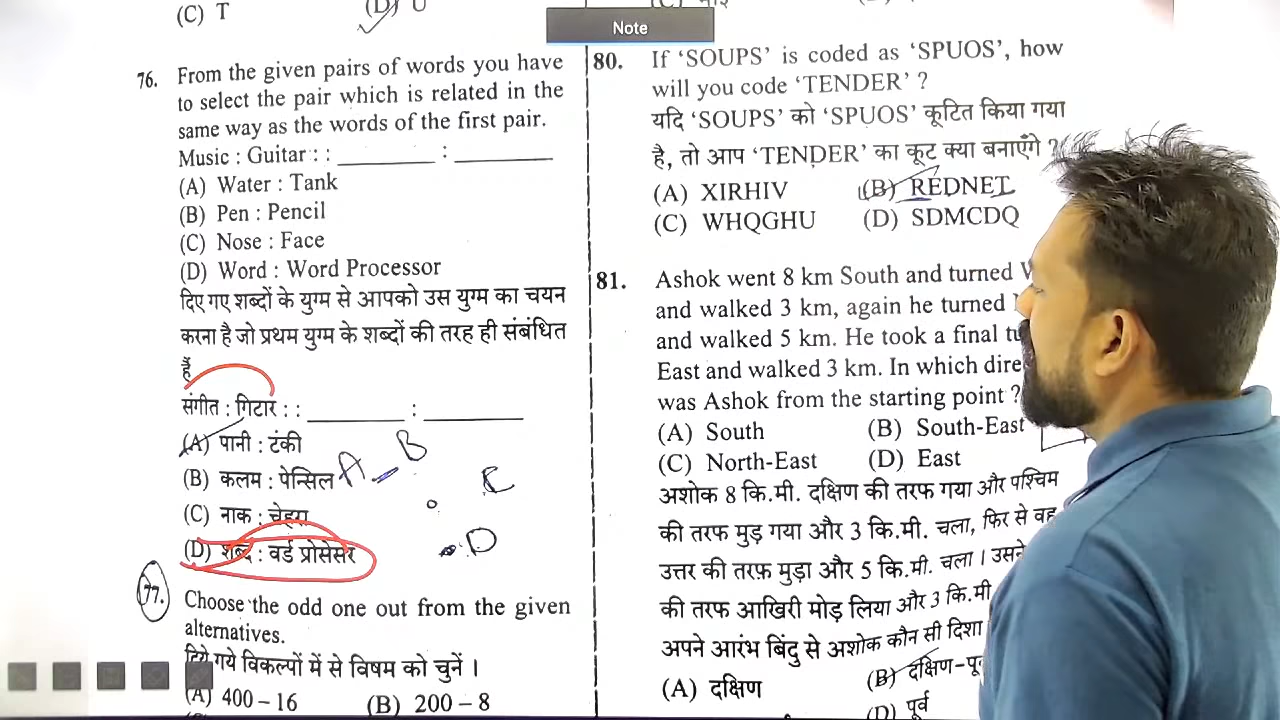 (C) T
(D) U
Note
76. From the given pairs of words you have
to select the pair which is related in the
same way as the words of the first pair.
Music : Guitar : : ________ : ________
(A) Water : Tank
(B) Pen : Pencil
(C) Nose : Face
(D) Word : Word Processor
दिए गए शब्दों के युग्म से आपको उस युग्म का चयन
करना है जो प्रथम युग्म के शब्दों की तरह ही संबंधित
हैं
संगीत : गिटार : : ________ : ________
(A) पानी : टंकी
(B) कलम : पेन्सिल
(C) नाक : चेहरा
(D) शब्द : वर्ड प्रोसेसर
A B
C
D
77. Choose the odd one out from the given
alternatives.
दिये गये विकल्पों में से विषम को चुनें ।
(A) 400 – 16 (B) 200 – 8
80. If ‘SOUPS’ is coded as ‘SPUOS’, how
will you code ‘TENDER’ ?
यदि ‘SOUPS’ को ‘SPUOS’ कूटित किया गया
है, तो आप ‘TENDER’ का कूट क्या बनाएँगे ?
(A) XIRHIV (B) REDNET
(C) WHQGHU (D) SDMCDQ
81. Ashok went 8 km South and turned
and walked 3 km, again he turned
and walked 5 km. He took a final
East and walked 3 km. In which
was Ashok from the starting point ?
(A) South (B) South-East
(C) North-East (D) East
अशोक 8 कि.मी. दक्षिण की तरफ गया और पश्चिम
की तरफ मुड़ गया और 3 कि.मी. चला, फिर से वह
उत्तर की तरफ़ मुड़ा और 5 कि.मी. चला । उसने
की तरफ आखिरी मोड़ लिया और 3 कि.मी.
अपने आरंभ बिंदु से अशोक कौन सी दिशा
(A) दक्षिण (B)
(D) पूर्व